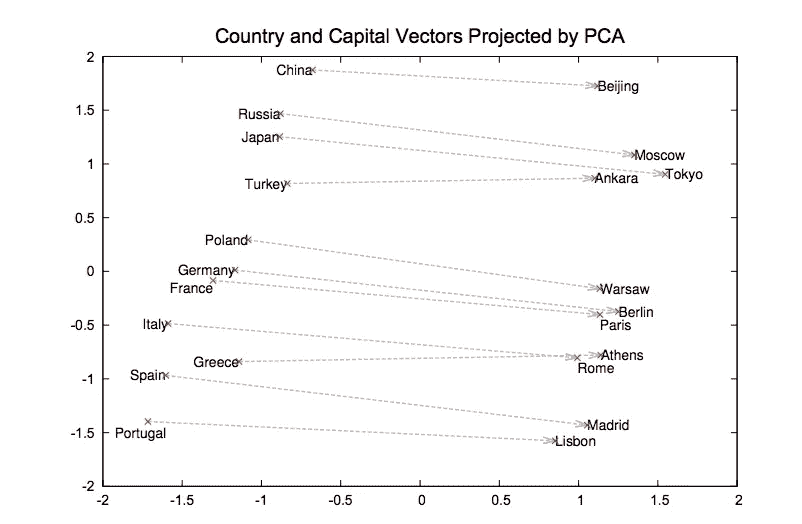 Country and Capital Vectors Projected by PCA
2
China
Beijing
1.5
Russia
Japan
Moscow
1
Tokyo
Turkey
Ankara
0.5
Poland
0
Germany
France
Warsaw
Berlin
-0.5
Italy
Paris
Athens
Greece
Rome
-1
Spain
Madrid
-1.5
Portugal
Lisbon
-2
-2 -1.5 -1 -0.5 0 0.5 1 1.5 2